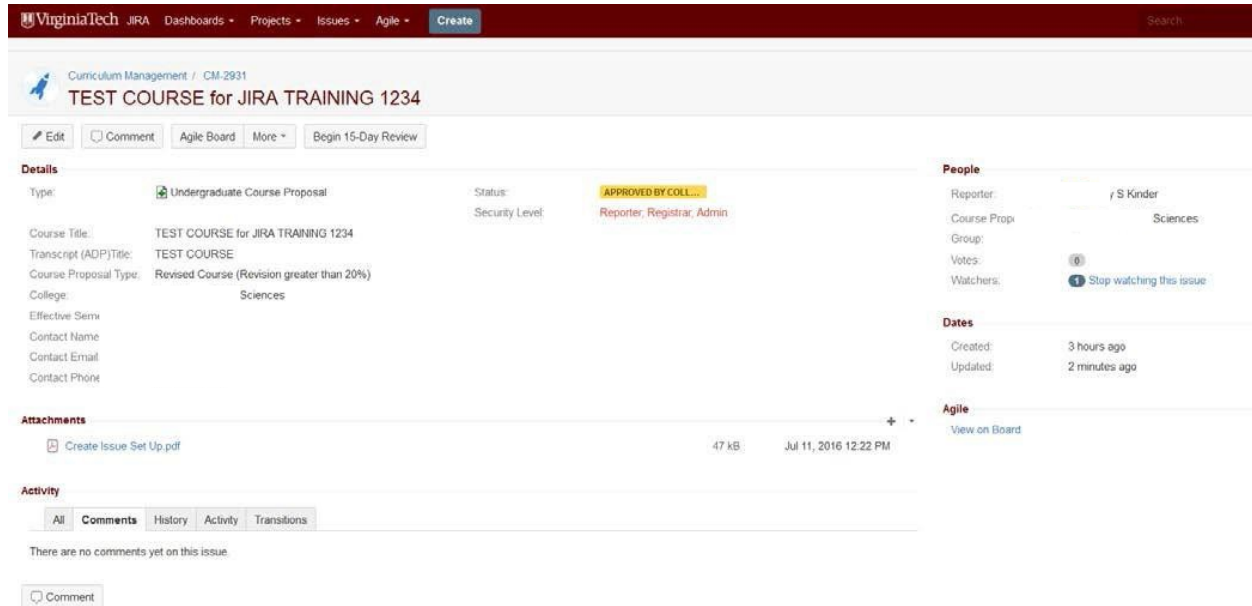 VirginiaTech JIRA Dashboards Projects Issues Agile Create Search
Curriculum Management / CM-2931
TEST COURSE for JIRA TRAINING 1234
Edit Comment Agile Board More Begin 15-Day Review
Details
Type: Undergraduate Course Proposal
Status: APPROVED BY COLL...
Security Level: Reporter, Registrar, Admin
Course Title: TEST COURSE for JIRA TRAINING 1234
Transcript (ADP)Title: TEST COURSE
Course Proposal Type: Revised Course (Revision greater than 20%)
College: Sciences
Effective Seme
Contact Name
Contact Email
Contact Phone
Attachments
Create Issue Set Up.pdf 47 kB Jul 11, 2016 12:22 PM
Activity
All Comments History Activity Transitions
There are no comments yet on this issue.
Comment
People
Reporter: y S Kinder
Course Prop Sciences
Group:
Votes: 0
Watchers: 1 Stop watching this issue
Dates
Created: 3 hours ago
Updated: 2 minutes ago
Agile
View on Board